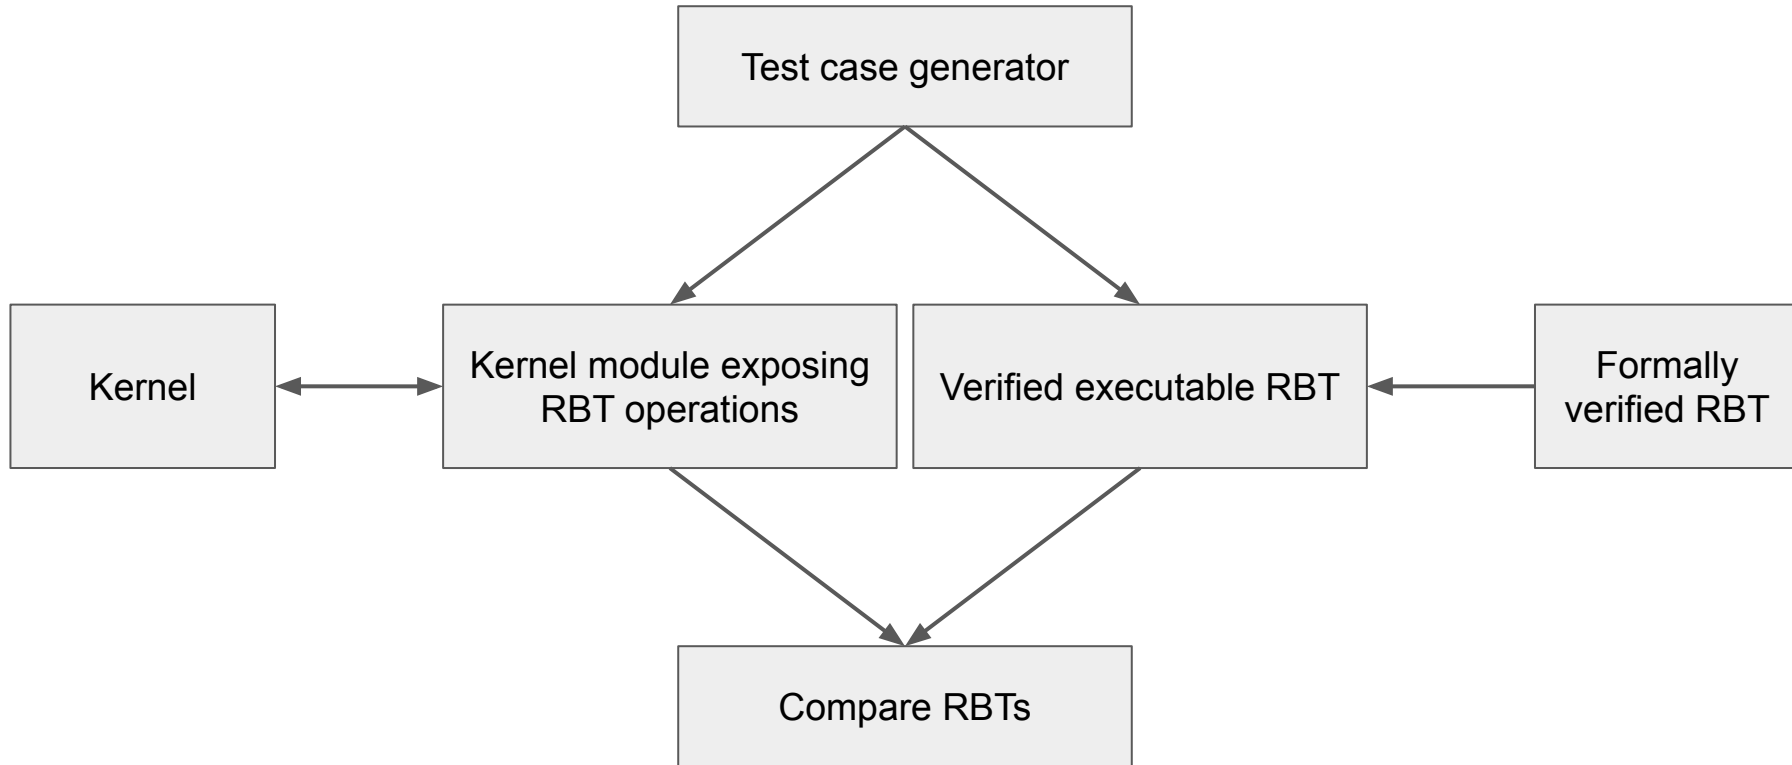 Test case generator
Kernel
Kernel module exposing
RBT operations
Verified executable RBT
Formally
verified RBT
Compare RBTs